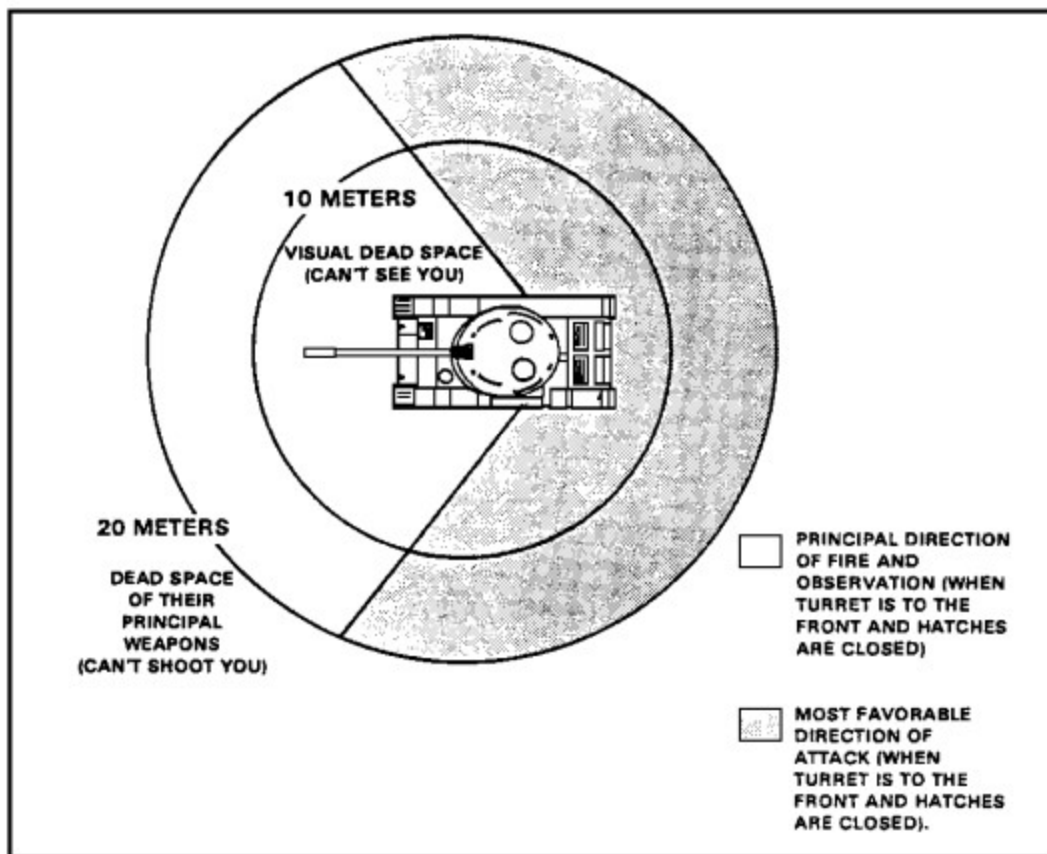 10 METERS
VISUAL DEAD SPACE
(CAN'T SEE YOU)
20 METERS
DEAD SPACE
OF THEIR
PRINCIPAL
WEAPONS
(CAN'T SHOOT YOU)
PRINCIPAL DIRECTION
OF FIRE AND
OBSERVATION (WHEN
TURRET IS TO THE
FRONT AND HATCHES
ARE CLOSED)
MOST FAVORABLE
DIRECTION OF
ATTACK (WHEN
TURRET IS TO THE
FRONT AND HATCHES
ARE CLOSED).